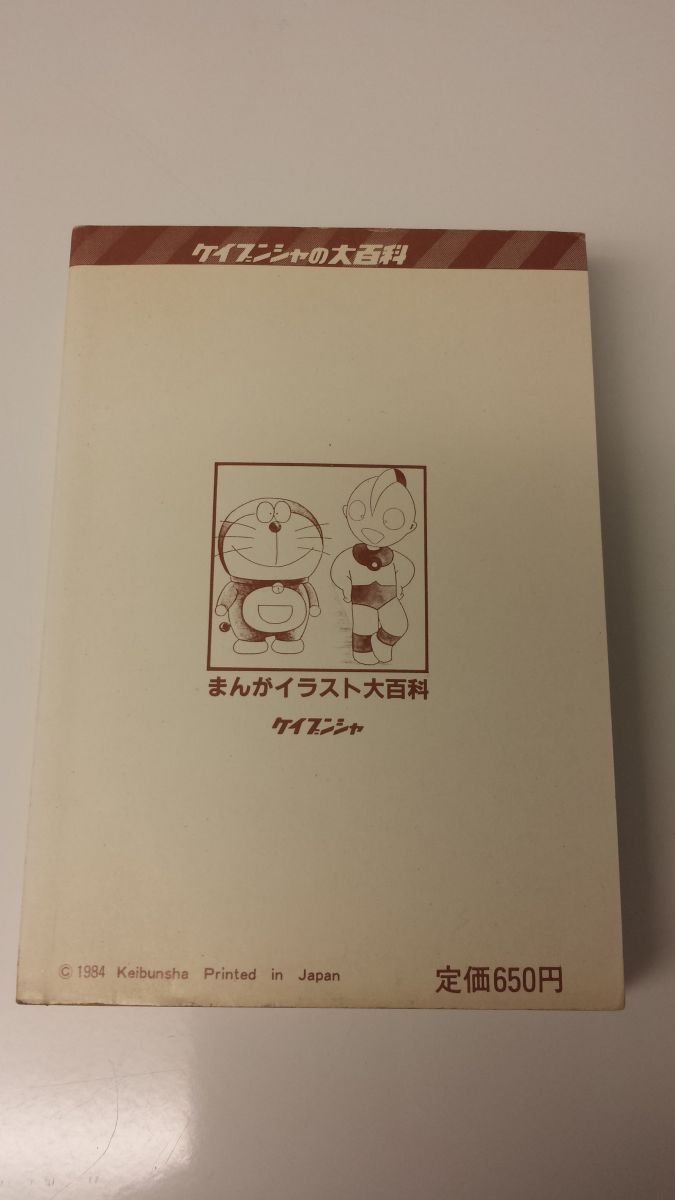 ケイブンシャの大百科
まんがイラスト大百科
ケイブンシャ
© 1984 Keibunsha Printed in Japan
定価650円